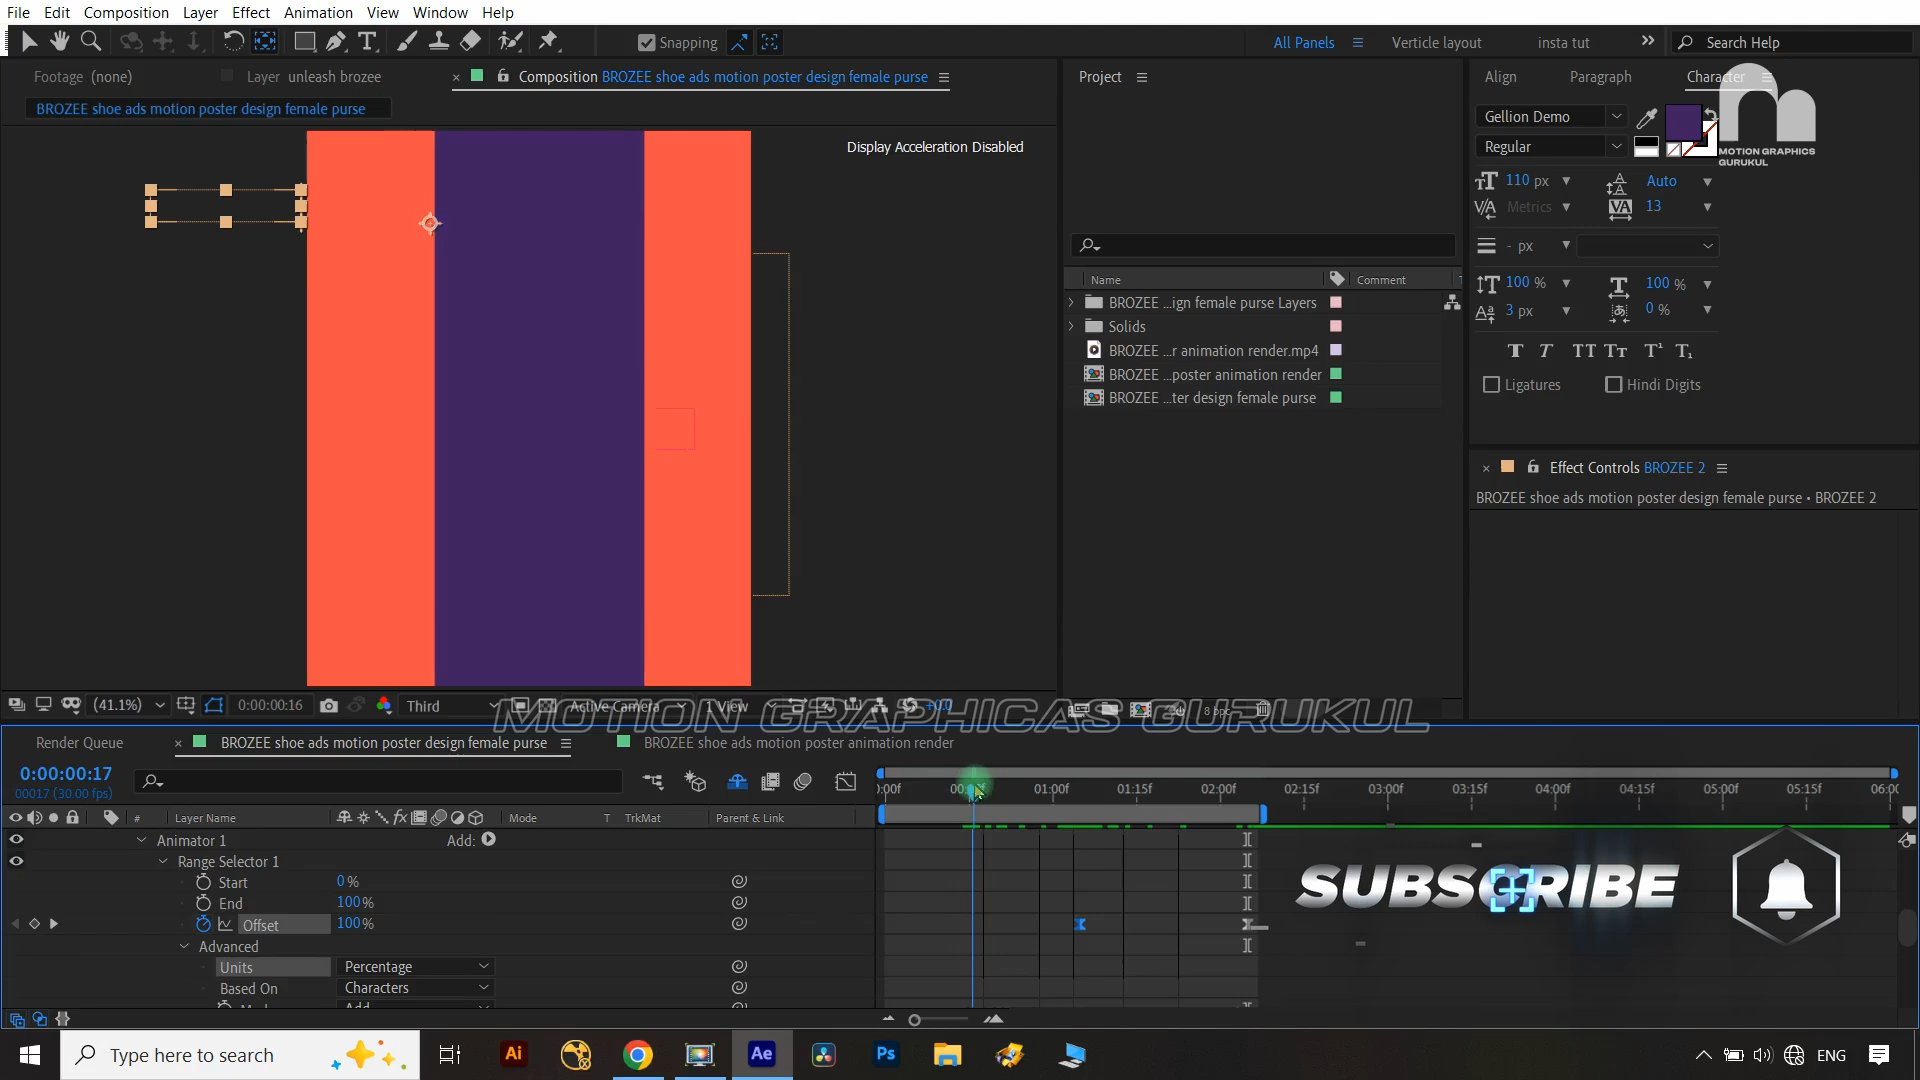 File Edit Composition Layer Effect Animation View Window Help
Snapping
All Panels Verticle layout insta tut Search Help
Footage (none) Layer unleash brozee Composition BROZEE shoe ads motion poster design female purse
BROZEE shoe ads motion poster design female purse
Display Acceleration Disabled
(41.1%) 0:00:00:16 Third Active Camera 1 View +0.0
Project
Name Comment
BROZEE ...ign female purse Layers
Solids
BROZEE ...r animation render.mp4
BROZEE ...poster animation render
BROZEE ...ter design female purse
8 bpc
Align Paragraph Character
MOTION GRAPHICS
GURUKUL
Gellion Demo
Regular
110 px Auto
Metrics 13
- px
100 % 100 %
3 px 0 %
T T TT Tт T¹ T₁
Ligatures Hindi Digits
Effect Controls BROZEE 2
BROZEE shoe ads motion poster design female purse • BROZEE 2
MOTION GRAPHICAS GURUKUL
Render Queue BROZEE shoe ads motion poster design female purse BROZEE shoe ads motion poster animation render
0:00:00:17
00017 (30.00 fps)
# Layer Name Mode T TrkMat Parent & Link
01:00f 01:15f 02:00f 02:15f 03:00f 03:15f 04:00f 04:15f 05:00f 05:15f
Animator 1 Add:
Range Selector 1
Start 0 %
End 100 %
Offset 100 %
Advanced
Units Percentage
Based On Characters
SUBSCRIBE
Type here to search
Ai Ae Ps
ENG